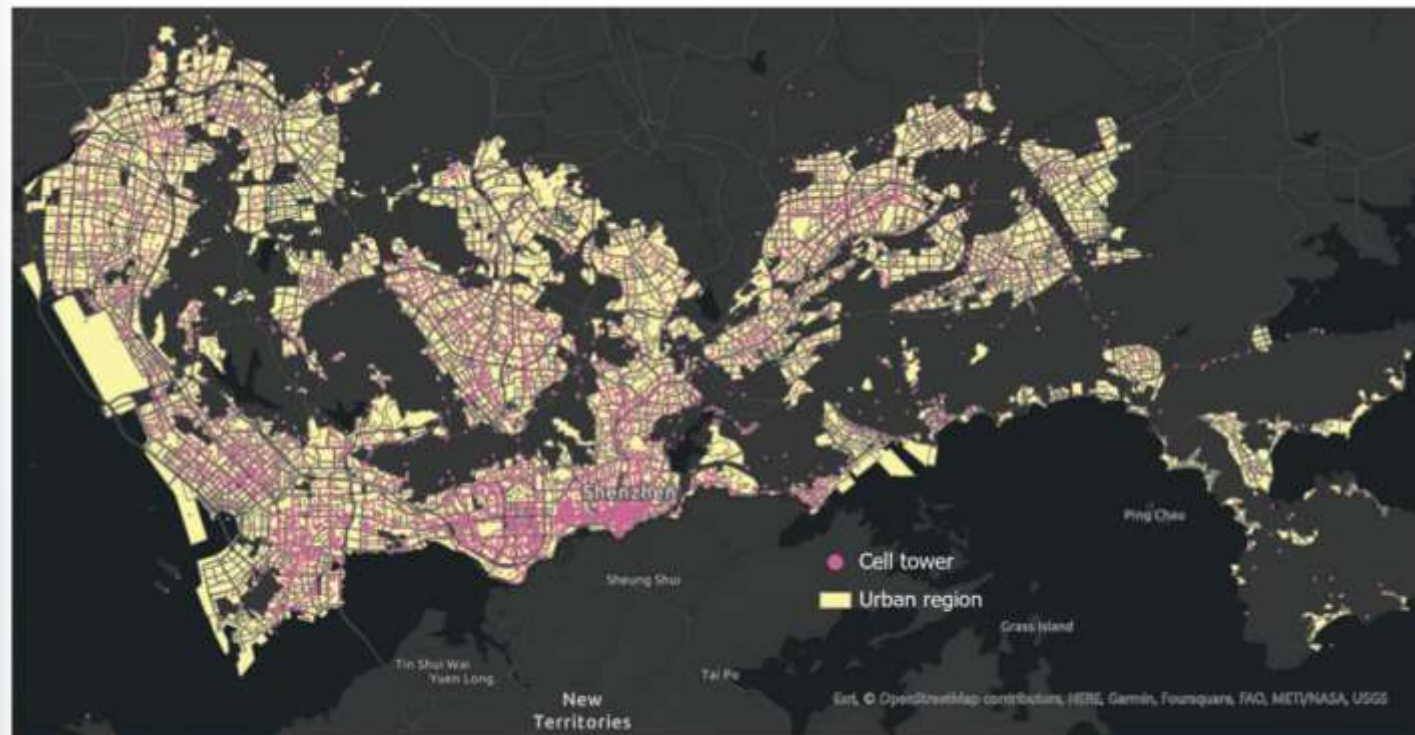 Shenzhen
Ping Chau
Cell tower
Sheung Shui
Urban region
Grass Island
Tin Shui Wai
Yuen Long
Tai Po
New
Territories
Esri, © OpenStreetMap contributors, HERE, Garmin, Foursquare, FAO, METI/NASA, USGS